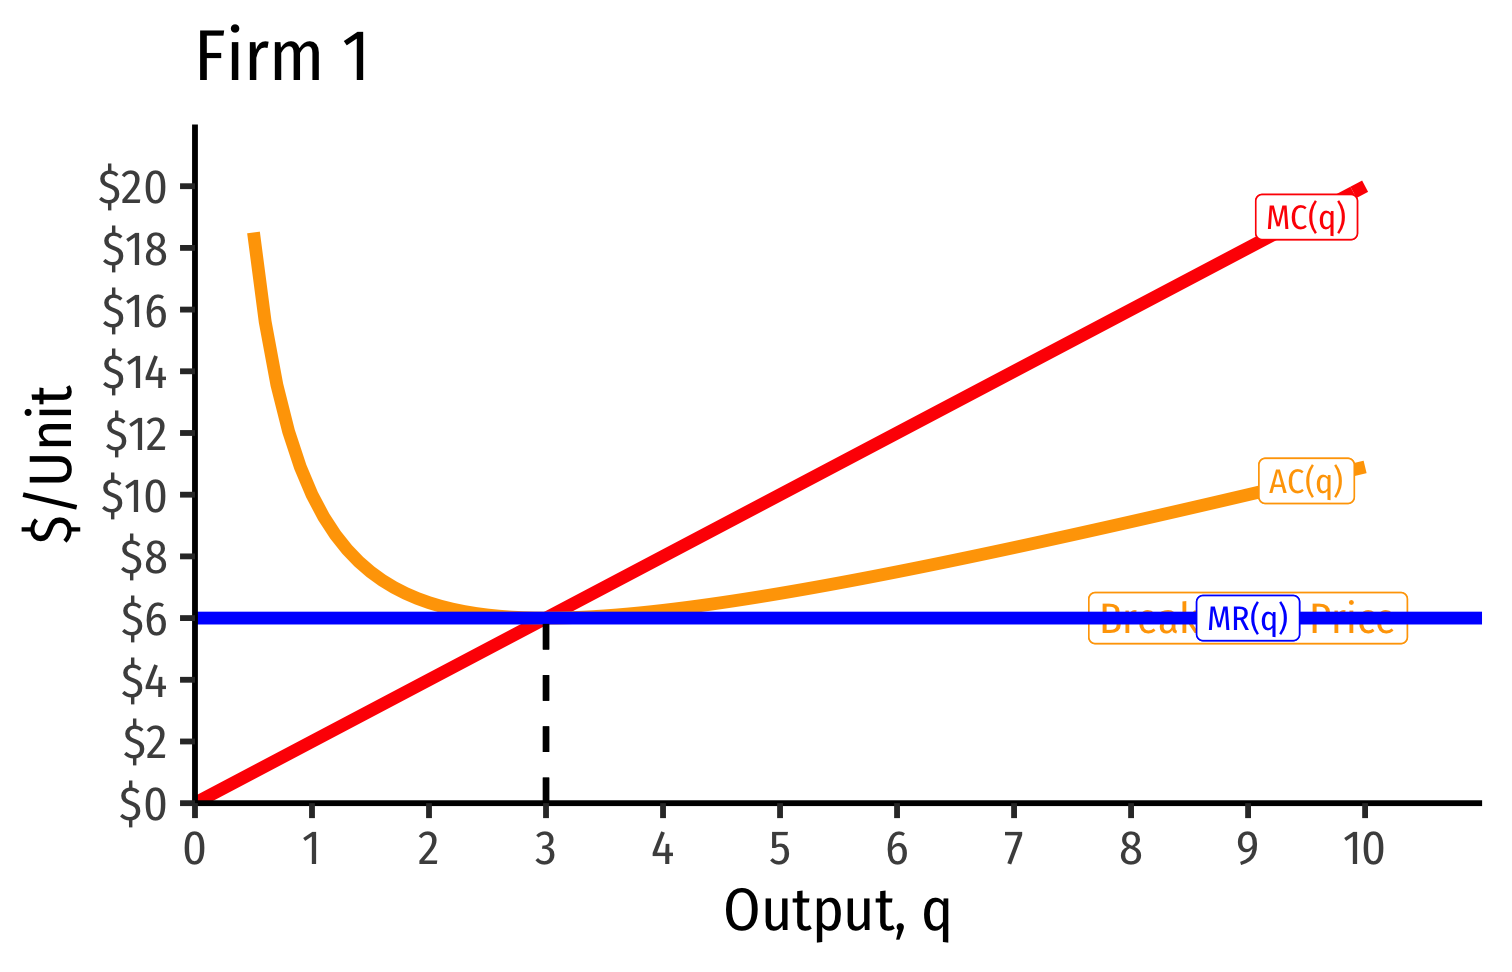 Firm 1
$/Unit
$20
$18
$16
$14
$12
$10
$8
$6
$4
$2
$0
MC(q)
AC(q)
MR(q)
Price
0 1 2 3 4 5 6 7 8 9 10
Output, q